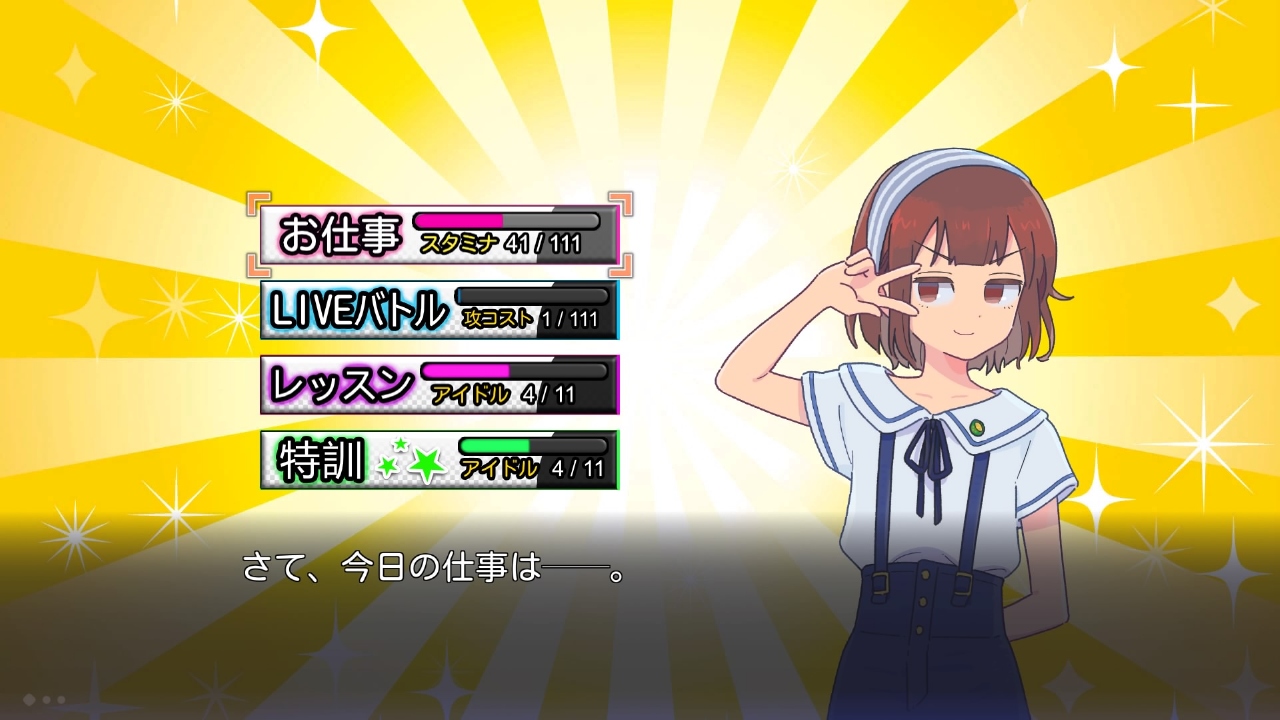 お仕事 スタミナ 41 / 111
LIVEバトル 攻コスト 1 / 111
レッスン アイドル 4 / 11
特訓 アイドル 4 / 11
さて、今日の仕事は――。